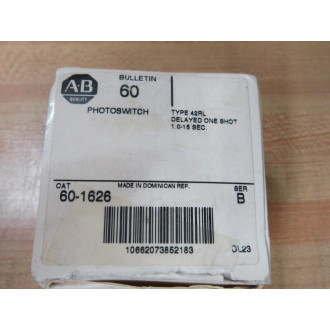 A-B
QUALITY
BULLETIN
60
PHOTOSWITCH
TYPE 42RL
DELAYED ONE SHOT
1.0-15 SEC.
CAT
MADE IN DOMINICAN REP.
SER
60-1626
B
10662073852183
DL23